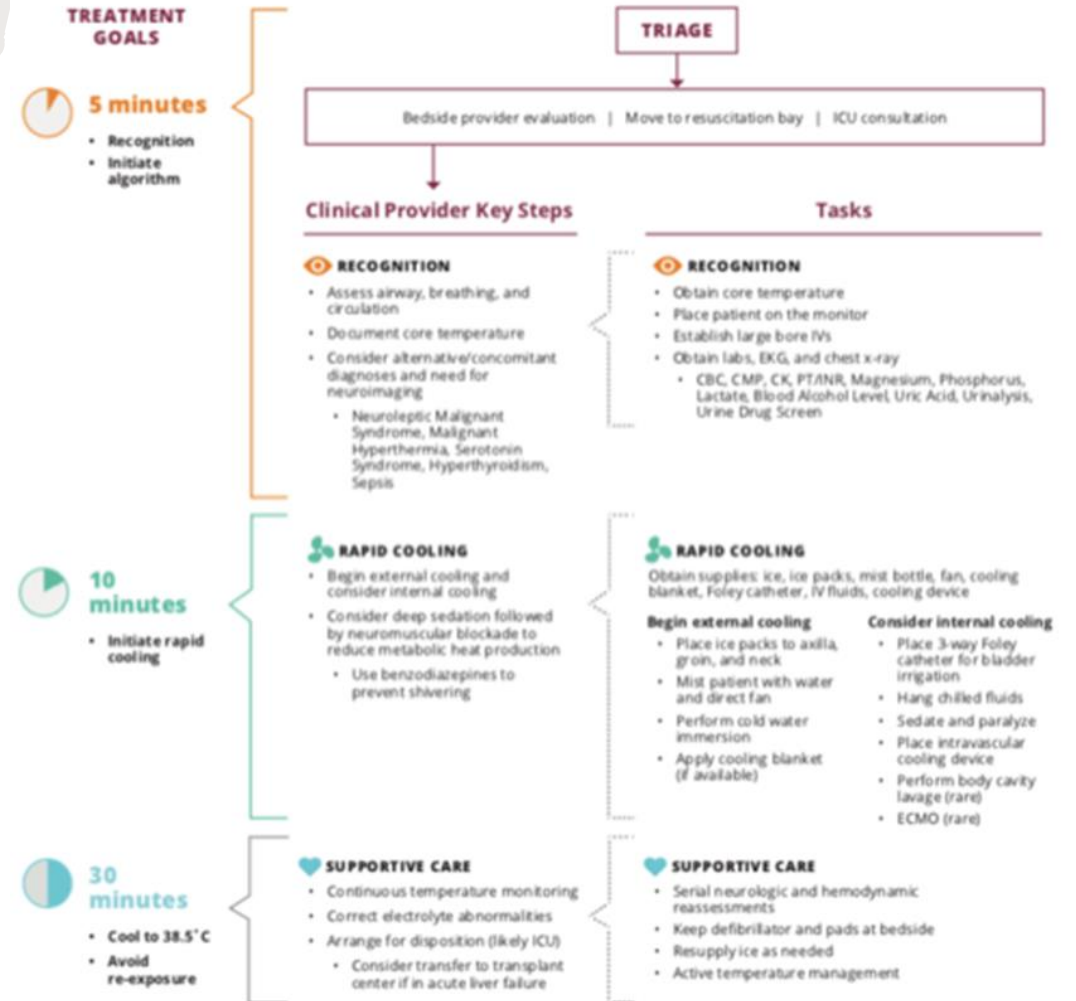 TREATMENT
GOALS
TRIAGE
5 minutes
• Recognition
• Initiate
algorithm
Bedside provider evaluation | Move to resuscitation bay | ICU consultation
Clinical Provider Key Steps
RECOGNITION
• Assess airway, breathing, and
circulation
• Document core temperature
• Consider alternative/concomitant
diagnoses and need for
neuroimaging
• Neuroleptic Malignant
Syndrome, Malignant
Hyperthermia, Serotonin
Syndrome, Hyperthyroidism,
Sepsis
Tasks
RECOGNITION
• Obtain core temperature
• Place patient on the monitor
• Establish large bore IVs
• Obtain labs, EKG, and chest x-ray
• CBC, CMP, CK, PT/INR, Magnesium, Phosphorus,
Lactate, Blood Alcohol Level, Uric Acid, Urinalysis,
Urine Drug Screen
10
minutes
• Initiate rapid
cooling
RAPID COOLING
• Begin external cooling and
consider internal cooling
• Consider deep sedation followed
by neuromuscular blockade to
reduce metabolic heat production
• Use benzodiazepines to
prevent shivering
RAPID COOLING
Obtain supplies: ice, ice packs, mist bottle, fan, cooling
blanket, Foley catheter, IV fluids, cooling device
Begin external cooling
• Place ice packs to axilla,
groin, and neck
• Mist patient with water
and direct fan
• Perform cold water
immersion
• Apply cooling blanket
(if available)
Consider internal cooling
• Place 3-way Foley
catheter for bladder
irrigation
• Hang chilled fluids
• Sedate and paralyze
• Place intravascular
cooling device
• Perform body cavity
lavage (rare)
• ECMO (rare)
30
minutes
• Cool to 38.5˚C
• Avoid
re-exposure
SUPPORTIVE CARE
• Continuous temperature monitoring
• Correct electrolyte abnormalities
• Arrange for disposition (likely ICU)
• Consider transfer to transplant
center if in acute liver failure
SUPPORTIVE CARE
• Serial neurologic and hemodynamic
reassessments
• Keep defibrillator and pads at bedside
• Resupply ice as needed
• Active temperature management